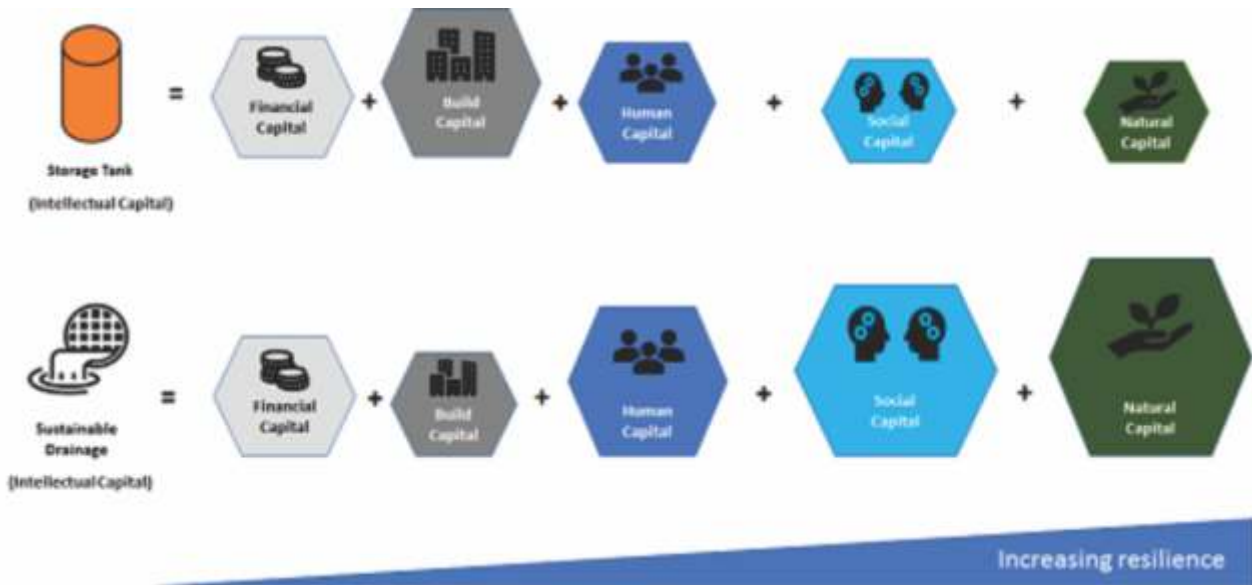 =
Financial
Capital
+
Build
Capital
+
Human
Capital
+
Social
Capital
+
Natural
Capital
Storage Tank
(Intellectual Capital)
=
Financial
Capital
+
Build
Capital
+
Human
Capital
+
Social
Capital
+
Natural
Capital
Sustainable
Drainage
(Intellectual Capital)
Increasing resilience